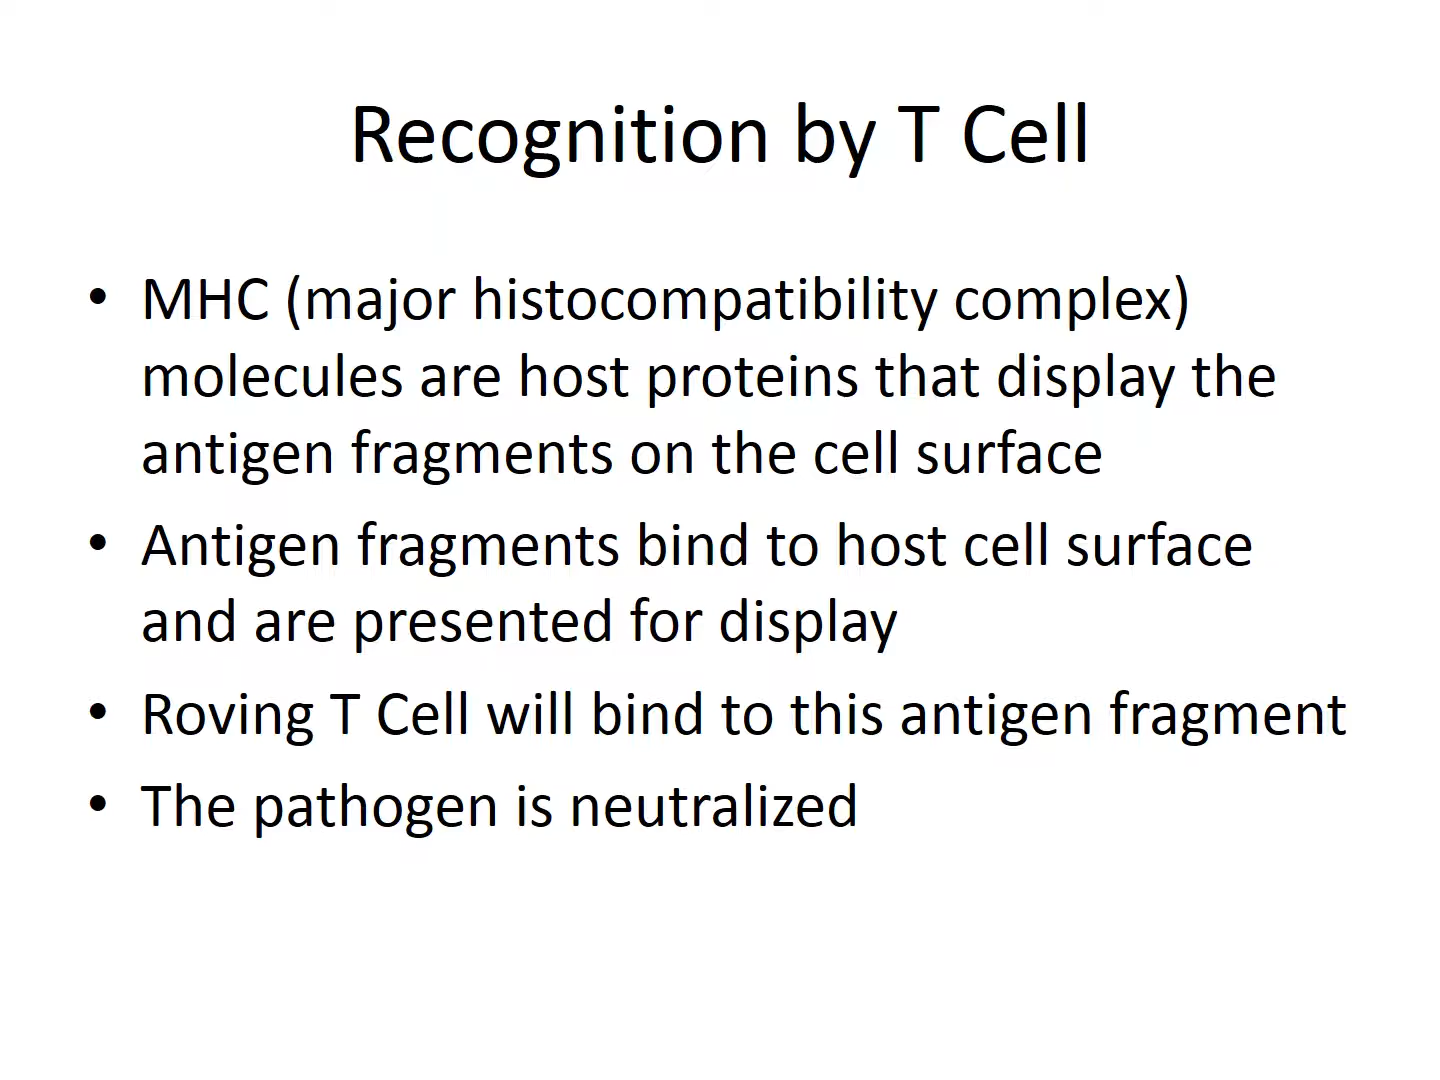 Recognition by T Cell
• MHC (major histocompatibility complex)
molecules are host proteins that display the
antigen fragments on the cell surface
• Antigen fragments bind to host cell surface
and are presented for display
• Roving T Cell will bind to this antigen fragment
• The pathogen is neutralized